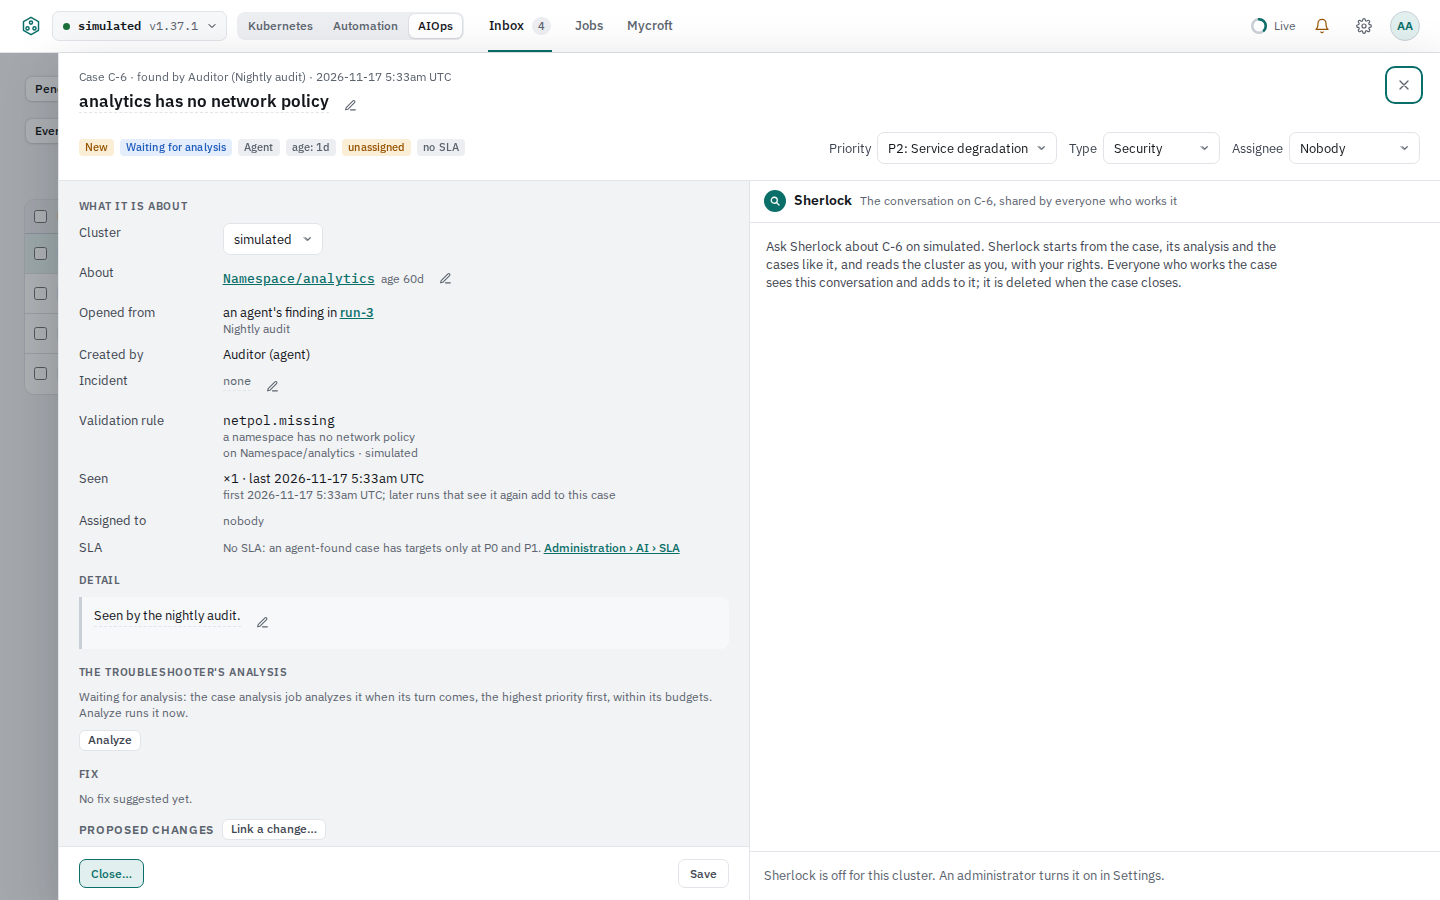 simulated v1.37.1
Kubernetes Automation AIOps
Inbox 4 Jobs Mycroft
Live
AA
Case C-6 · found by Auditor (Nightly audit) · 2026-11-17 5:33am UTC
analytics has no network policy
New Waiting for analysis Agent age: 1d unassigned no SLA
Priority P2: Service degradation Type Security Assignee Nobody
WHAT IT IS ABOUT
Cluster simulated
About Namespace/analytics age 60d
Opened from an agent's finding in run-3
Nightly audit
Created by Auditor (agent)
Incident none
Validation rule netpol.missing
a namespace has no network policy
on Namespace/analytics · simulated
Seen ×1 · last 2026-11-17 5:33am UTC
first 2026-11-17 5:33am UTC; later runs that see it again add to this case
Assigned to nobody
SLA No SLA: an agent-found case has targets only at P0 and P1. Administration › AI › SLA
DETAIL
Seen by the nightly audit.
THE TROUBLESHOOTER'S ANALYSIS
Waiting for analysis: the case analysis job analyzes it when its turn comes, the highest priority first, within its budgets.
Analyze runs it now.
Analyze
FIX
No fix suggested yet.
PROPOSED CHANGES Link a change...
Close... Save
Sherlock The conversation on C-6, shared by everyone who works it
Ask Sherlock about C-6 on simulated. Sherlock starts from the case, its analysis and the
cases like it, and reads the cluster as you, with your rights. Everyone who works the case
sees this conversation and adds to it; it is deleted when the case closes.
Sherlock is off for this cluster. An administrator turns it on in Settings.